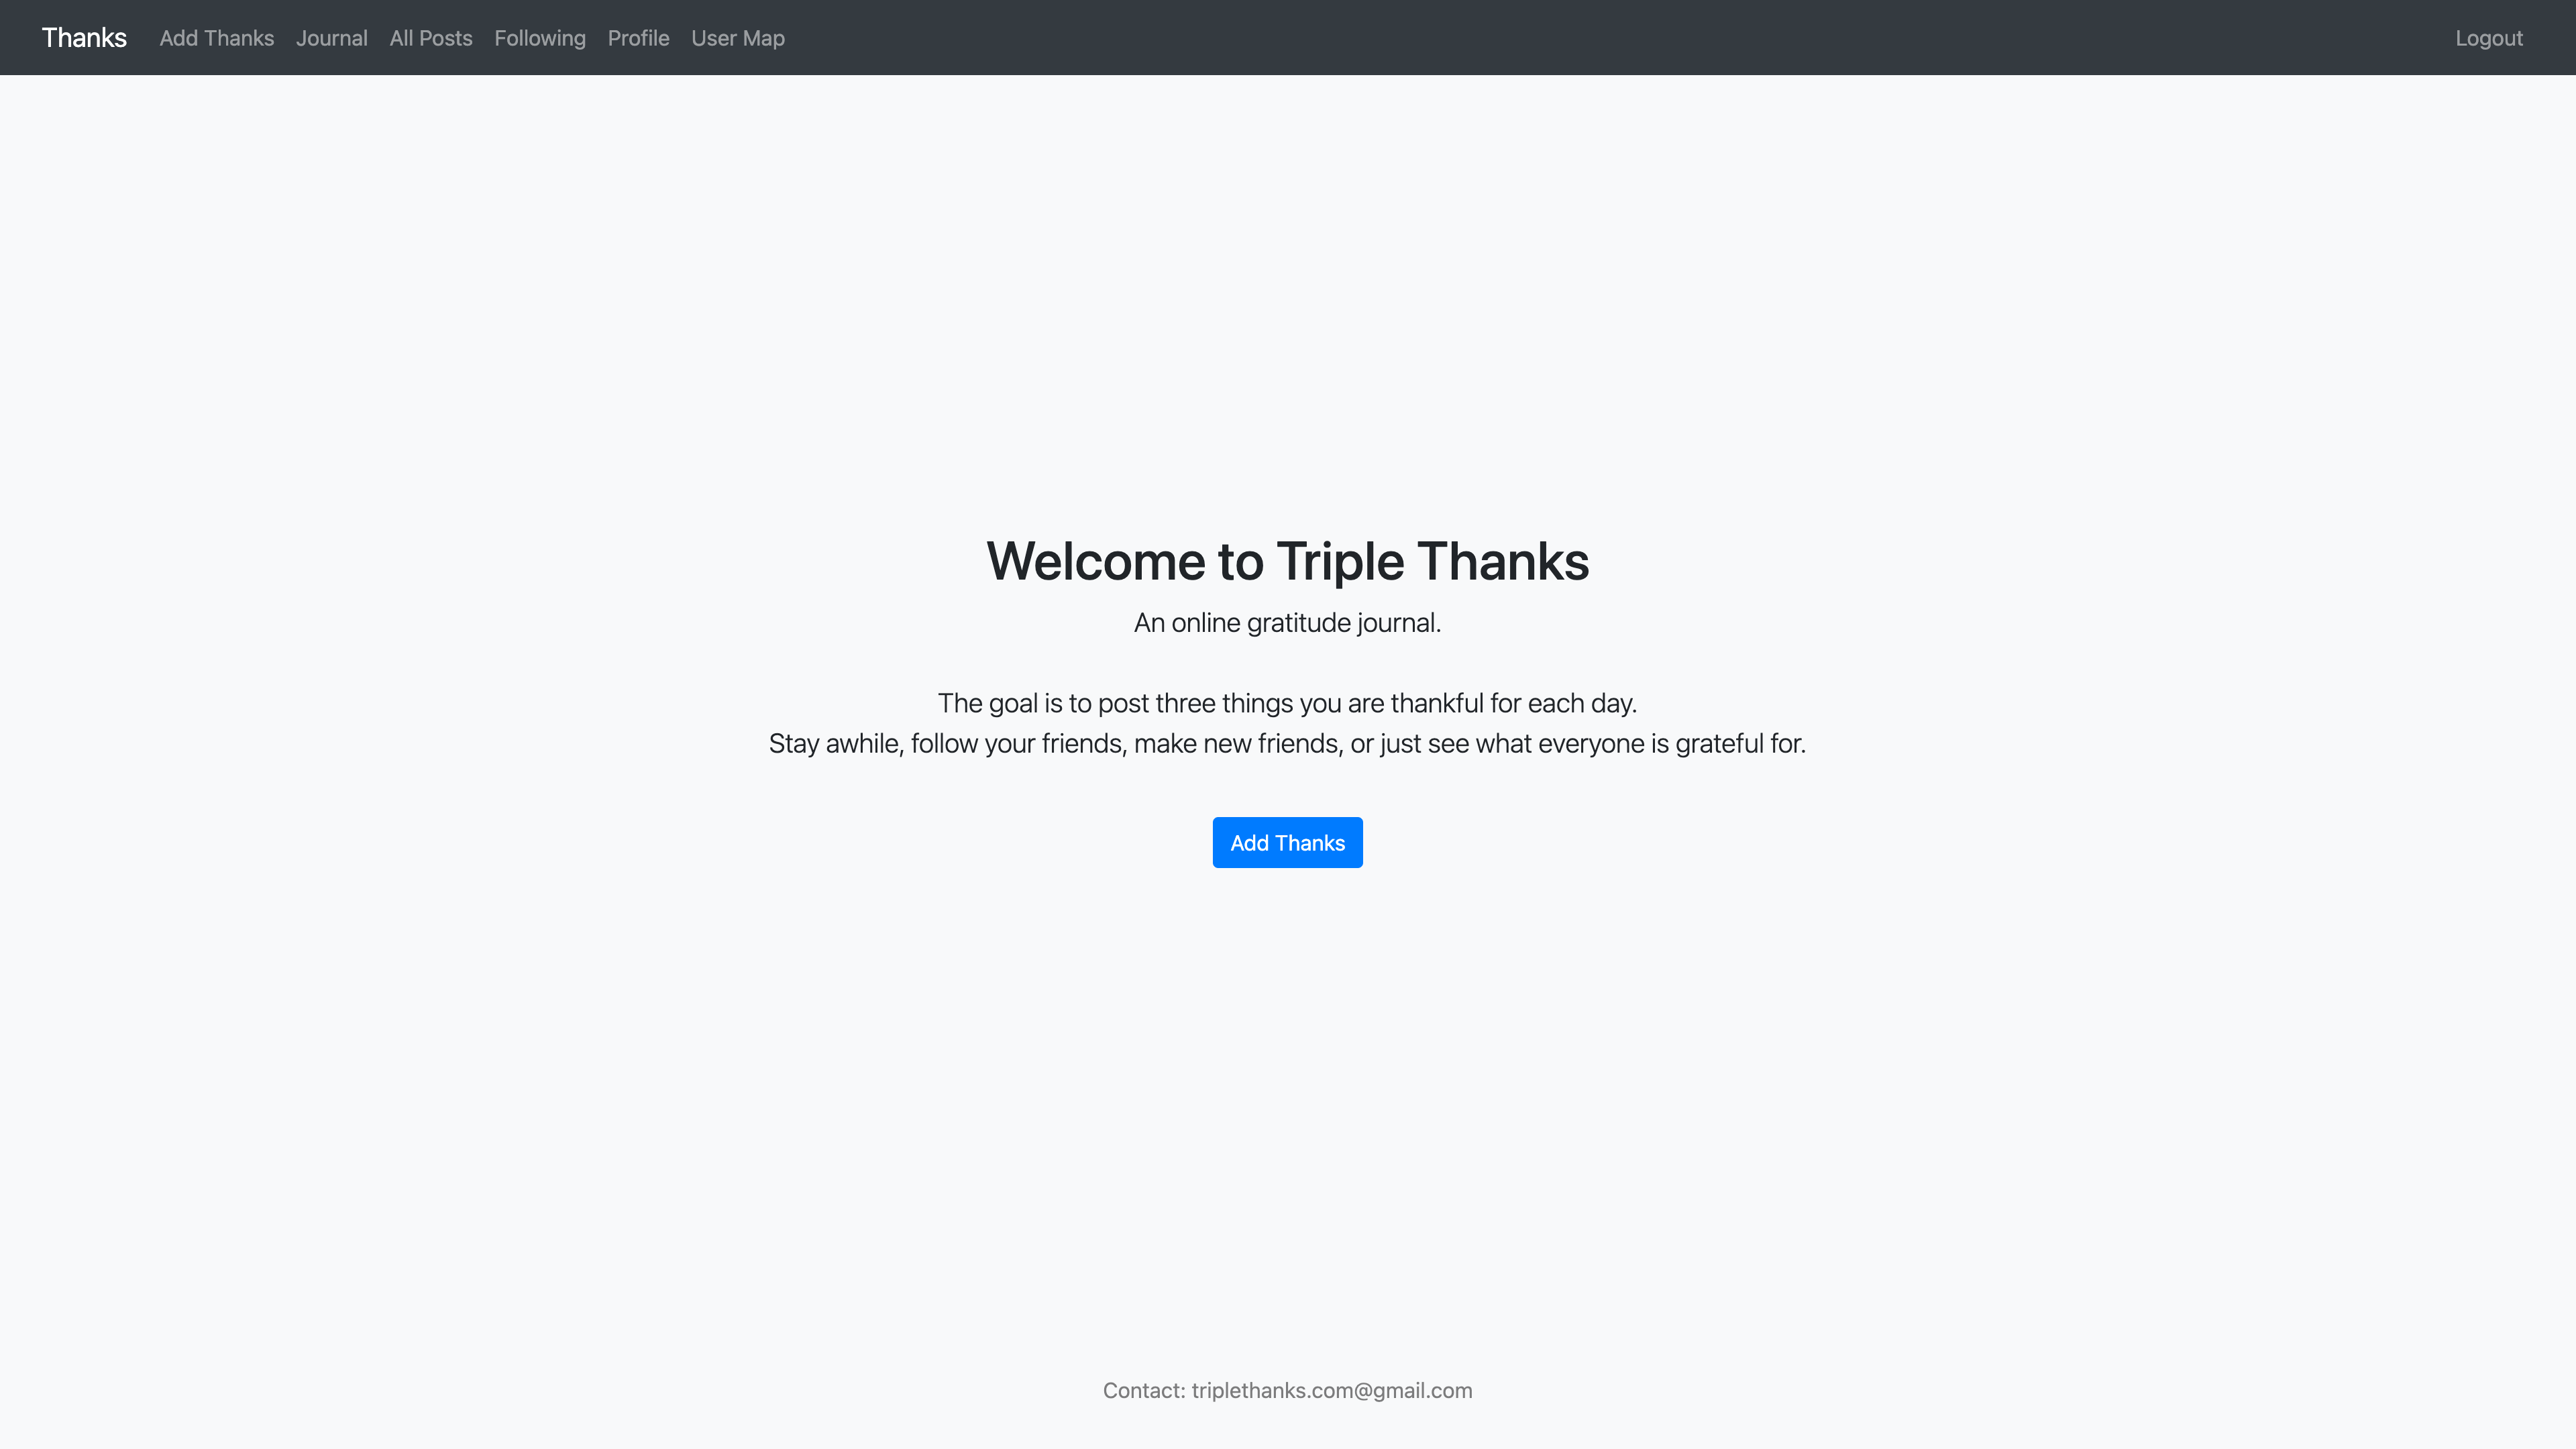 Thanks Add Thanks Journal All Posts Following Profile User Map Logout
Welcome to Triple Thanks
An online gratitude journal.
The goal is to post three things you are thankful for each day.
Stay awhile, follow your friends, make new friends, or just see what everyone is grateful for.
Add Thanks
Contact: triplethanks.com@gmail.com